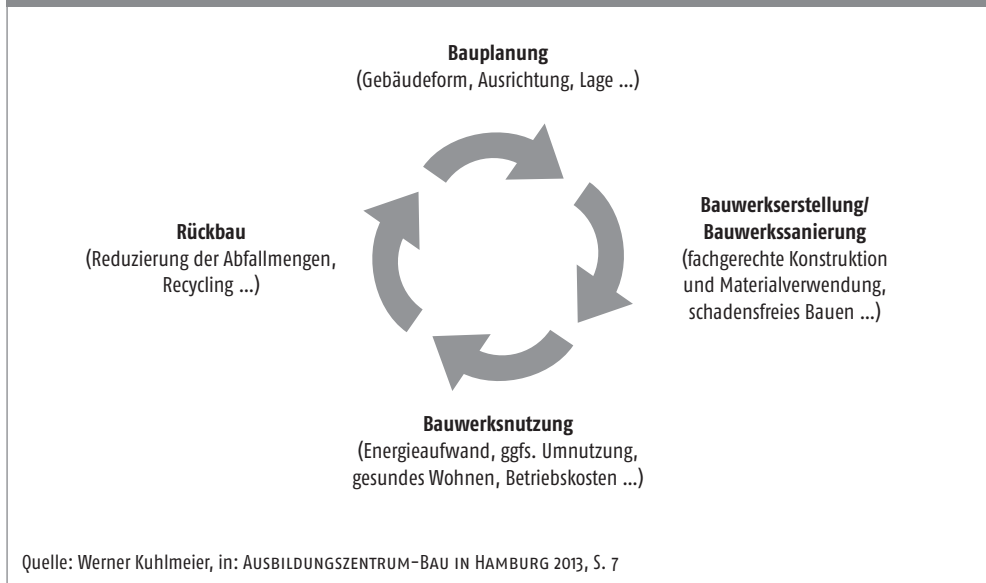 Bauplanung
(Gebäudeform, Ausrichtung, Lage ...)
Bauwerkserstellung/
Bauwerkssanierung
(fachgerechte Konstruktion
und Materialverwendung,
schadensfreies Bauen ...)
Bauwerksnutzung
(Energieaufwand, ggfs. Umnutzung,
gesundes Wohnen, Betriebskosten ...)
Rückbau
(Reduzierung der Abfallmengen,
Recycling ...)
Quelle: Werner Kuhlmeier, in: AUSBILDUNGSZENTRUM-BAU IN HAMBURG 2013, S. 7